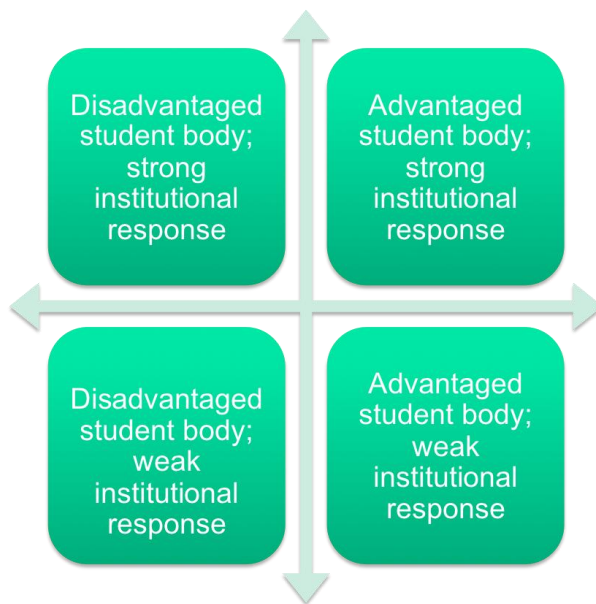 Disadvantaged
student body;
strong
institutional
response
Advantaged
student body;
strong
institutional
response
Disadvantaged
student body;
weak
institutional
response
Advantaged
student body;
weak
institutional
response